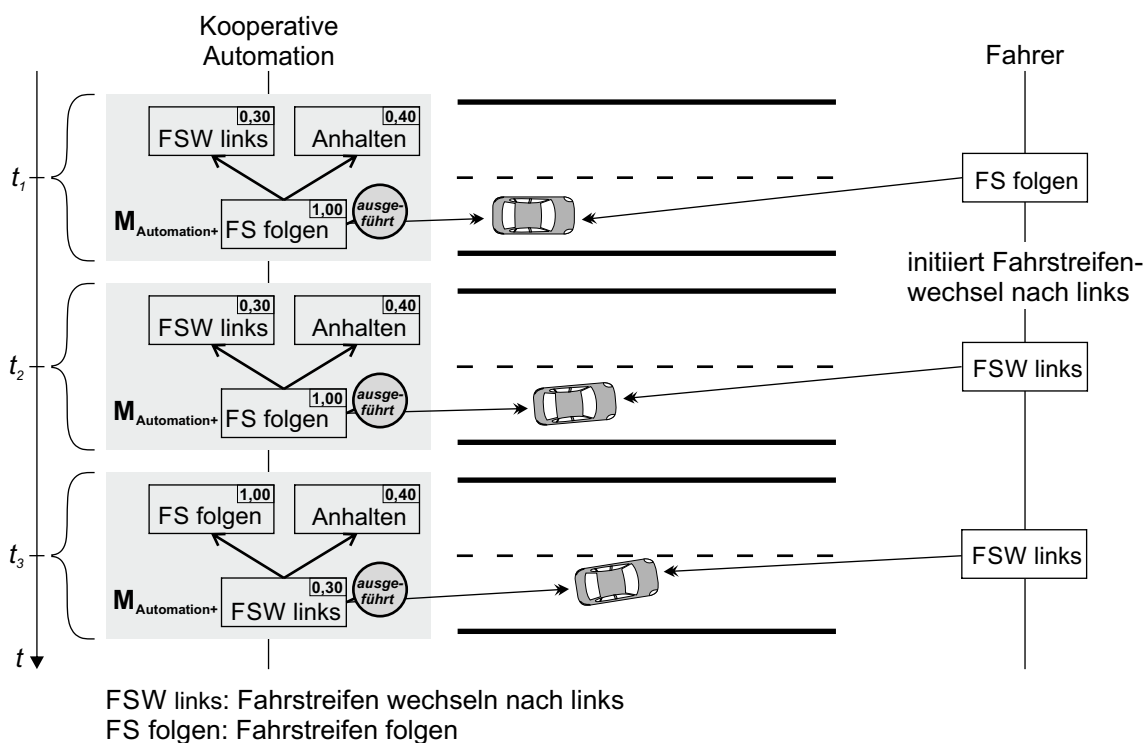 Kooperative
Automation
Fahrer
t1
0,30
FSW links
0,40
Anhalten
MAutomation+
1,00
FS folgen
ausge-
führt
FS folgen
initiiert Fahrstreifen-
wechsel nach links
t2
0,30
FSW links
0,40
Anhalten
MAutomation+
1,00
FS folgen
ausge-
führt
FSW links
t3
1,00
FS folgen
0,40
Anhalten
MAutomation+
0,30
FSW links
ausge-
führt
FSW links
t
FSW links: Fahrstreifen wechseln nach links
FS folgen: Fahrstreifen folgen